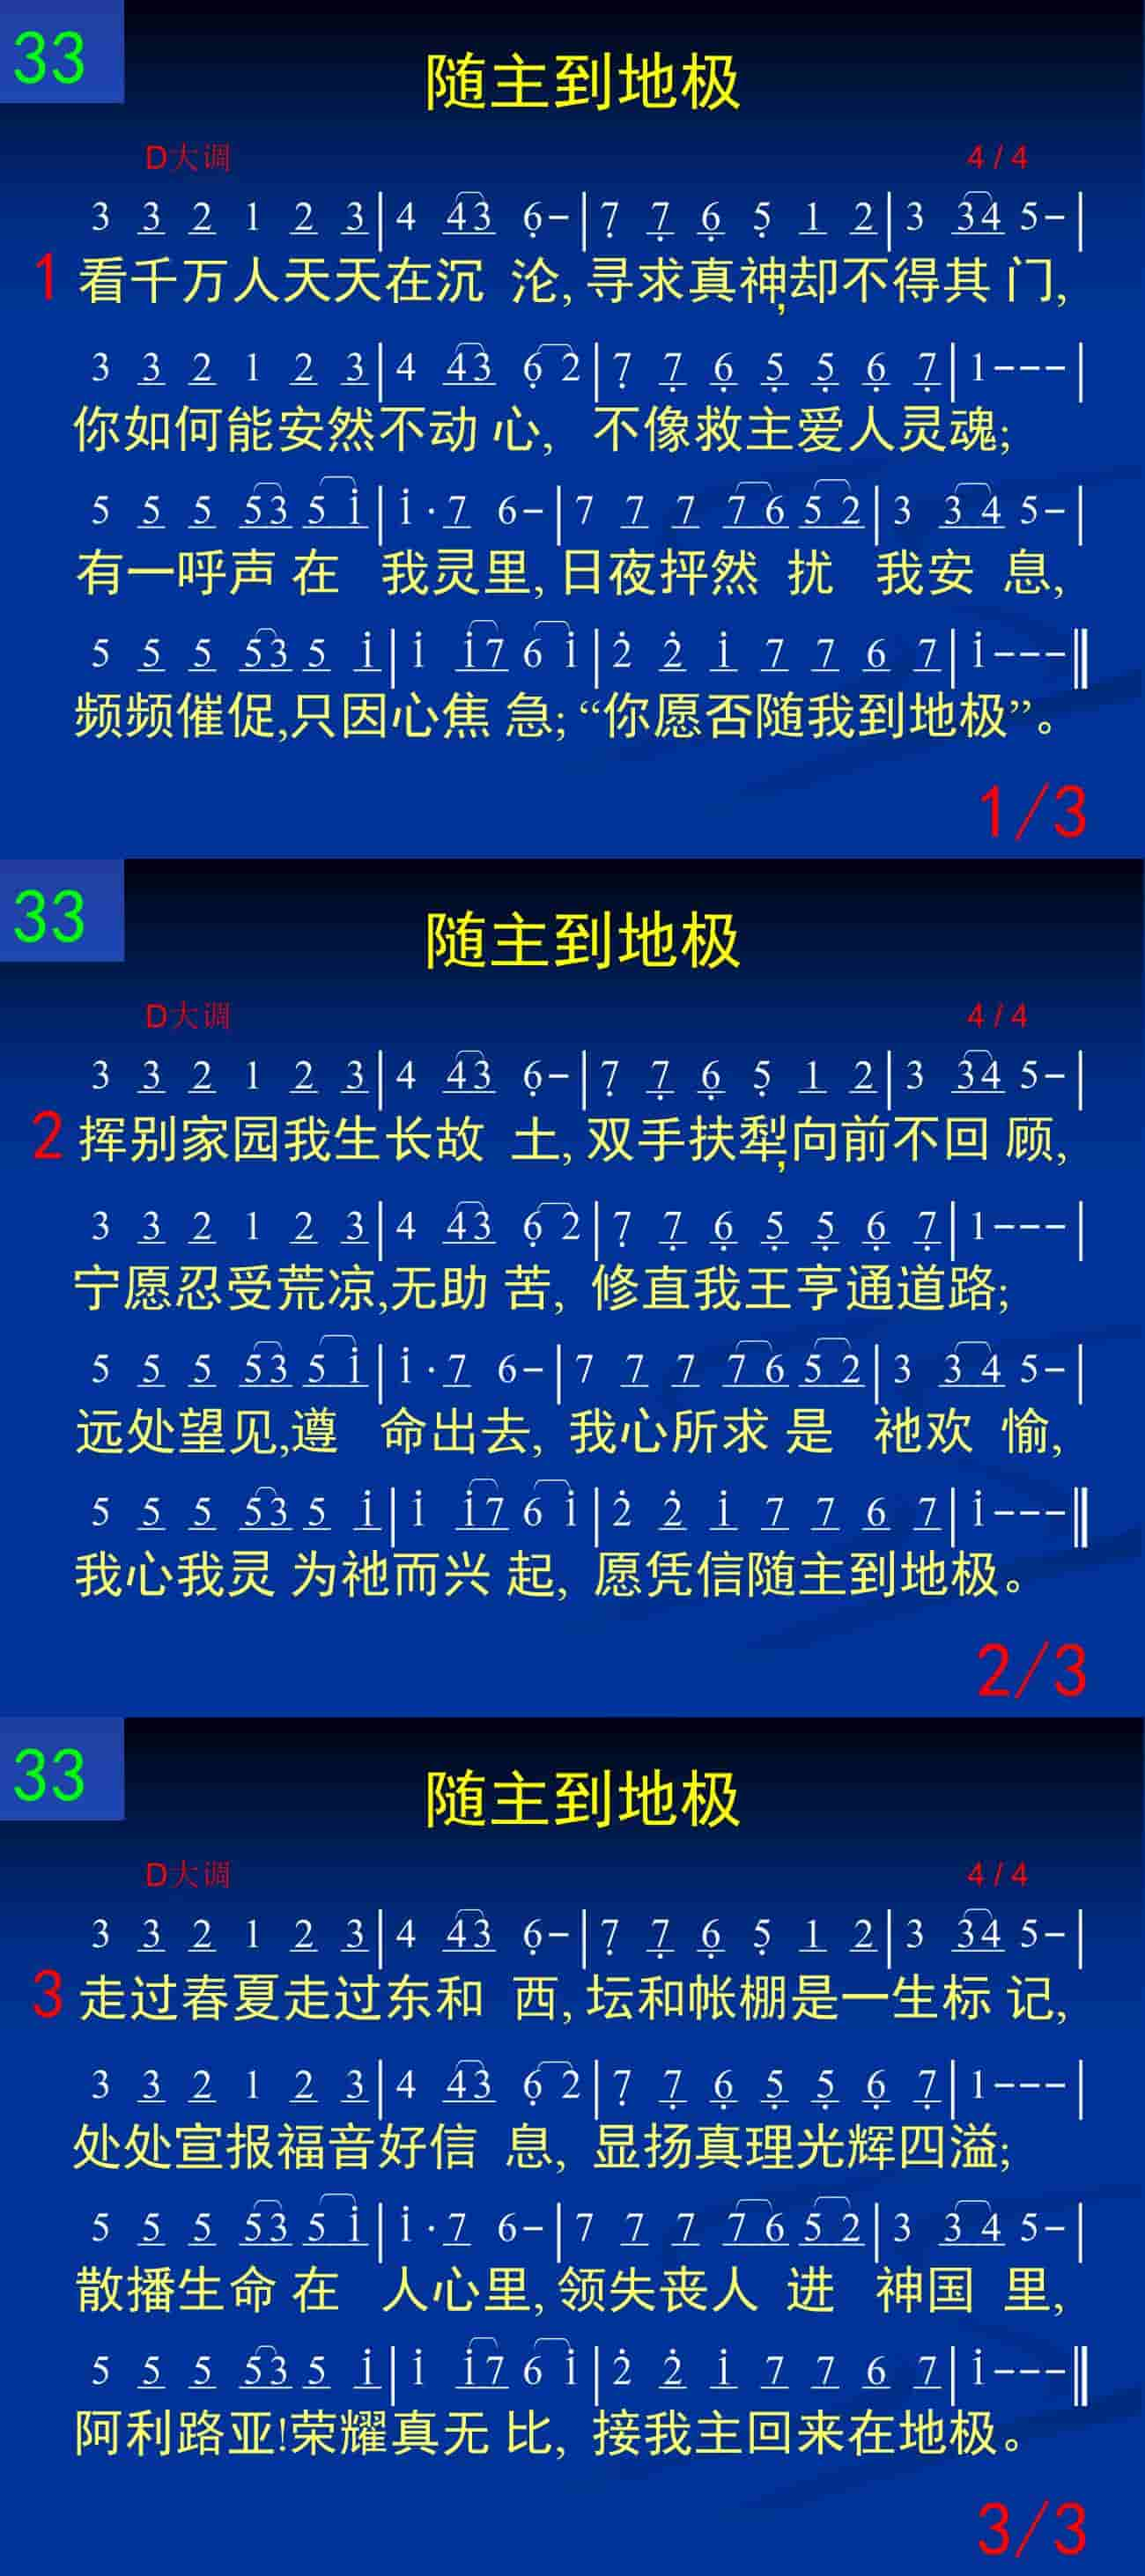 33
随主到地极
D大调 4/4
3 3 2 1 2 3|4 43 6-|7 7 6 5 1 2|3 34 5-|
1 看千万人天天在沉 沦,寻求真神,却不得其 门,
3 3 2 1 2 3|4 43 6 2|7 7 6 5 5 6 7|1---|
你如何能安然不动 心, 不像救主爱人灵魂;
5 5 5 53 5 i|i·7 6-|7 7 7 76 5 2|3 3 4 5-|
有一呼声 在 我灵里,日夜抨然 扰 我安 息,
5 5 5 53 5 i|i i7 6 i|2 2 i 7 7 6 7|i---‖
频频催促,只因心焦 急;“你愿否随我到地极”。
1/3
33
随主到地极
D大调 4/4
3 3 2 1 2 3|4 43 6-|7 7 6 5 1 2|3 34 5-|
2 挥别家园我生长故 土,双手扶犁,向前不回 顾,
3 3 2 1 2 3|4 43 6 2|7 7 6 5 5 6 7|1---|
宁愿忍受荒凉,无助 苦, 修直我王亨通道路;
5 5 5 53 5 i|i·7 6-|7 7 7 76 5 2|3 3 4 5-|
远处望见,遵 命出去, 我心所求 是 祂欢 愉,
5 5 5 53 5 i|i i7 6 i|2 2 i 7 7 6 7|i---‖
我心我灵 为祂而兴 起, 愿凭信随主到地极。
2/3
33
随主到地极
D大调 4/4
3 3 2 1 2 3|4 43 6-|7 7 6 5 1 2|3 34 5-|
3 走过春夏走过东和 西,坛和帐棚是一生标 记,
3 3 2 1 2 3|4 43 6 2|7 7 6 5 5 6 7|1---|
处处宣报福音好信 息, 显扬真理光辉四溢;
5 5 5 53 5 i|i·7 6-|7 7 7 76 5 2|3 3 4 5-|
散播生命 在 人心里,领失丧人 进 神国 里,
5 5 5 53 5 i|i i7 6 i|2 2 i 7 7 6 7|i---‖
阿利路亚!荣耀真无 比, 接我主回来在地极。
3/3